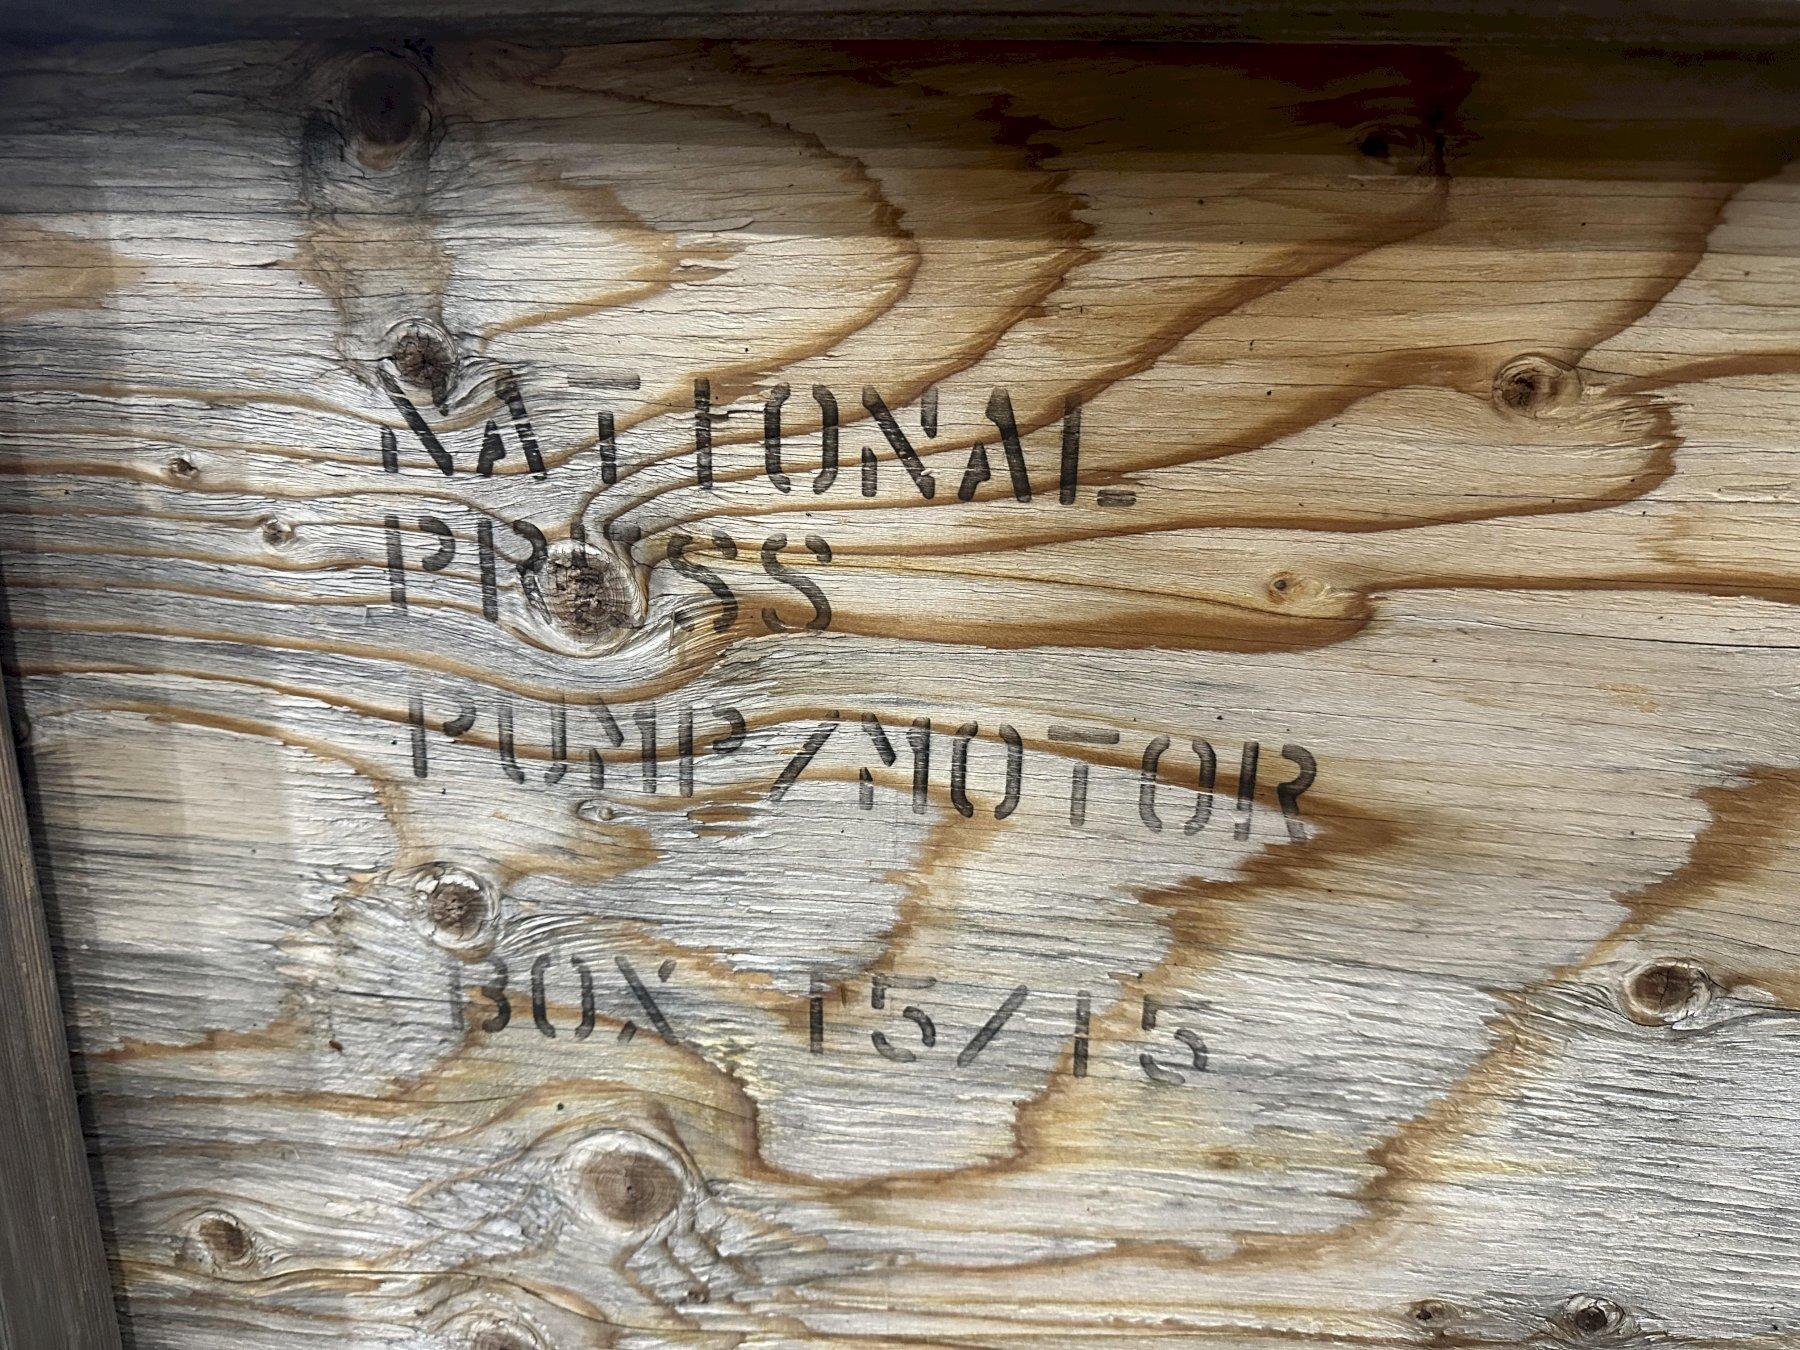 NATIONAL
PRESS
PUMP/MOTOR
BOX 15/15